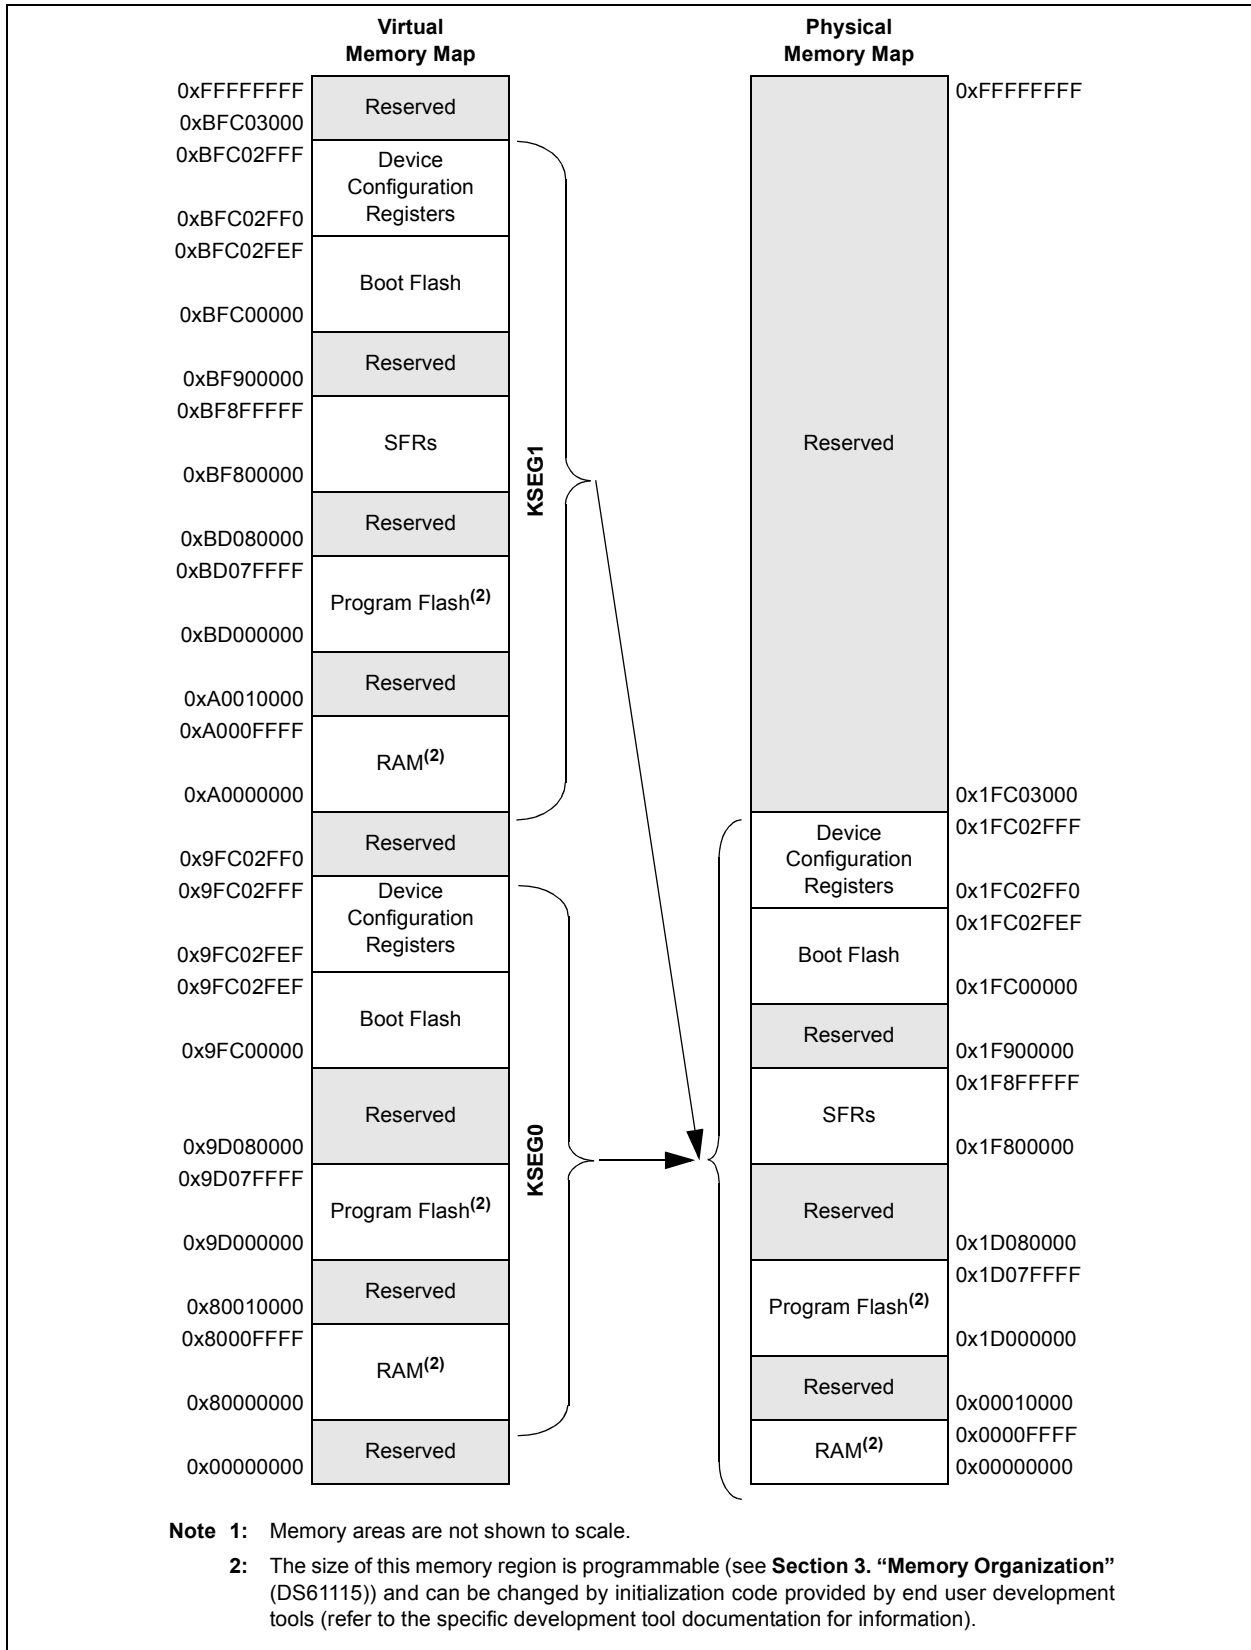 Virtual
Memory Map
Physical
Memory Map
0xFFFFFFFF
Reserved
0xBFC03000
0xBFC02FFF
Device
Configuration
Registers
0xBFC02FF0
0xBFC02FEF
Boot Flash
0xBFC00000
Reserved
0xBF900000
0xBF8FFFFF
SFRs
0xBF800000
Reserved
0xBD080000
0xBD07FFFF
Program Flash(2)
0xBD000000
Reserved
0xA0010000
0xA000FFFF
RAM(2)
0xA0000000
KSEG1
Reserved
0x9FC02FF0
0x9FC02FFF
Device
Configuration
Registers
0x9FC02FEF
0x9FC02FEF
Boot Flash
0x9FC00000
Reserved
0x9D080000
0x9D07FFFF
Program Flash(2)
0x9D000000
Reserved
0x80010000
0x8000FFFF
RAM(2)
0x80000000
KSEG0
Reserved
0x00000000
0xFFFFFFFF
Reserved
0x1FC03000
0x1FC02FFF
Device
Configuration
Registers
0x1FC02FF0
0x1FC02FEF
Boot Flash
0x1FC00000
Reserved
0x1F900000
0x1F8FFFFF
SFRs
0x1F800000
Reserved
0x1D080000
0x1D07FFFF
Program Flash(2)
0x1D000000
Reserved
0x00010000
0x0000FFFF
RAM(2)
0x00000000
Note 1: Memory areas are not shown to scale.
2: The size of this memory region is programmable (see Section 3. “Memory Organization”
(DS61115)) and can be changed by initialization code provided by end user development
tools (refer to the specific development tool documentation for information).